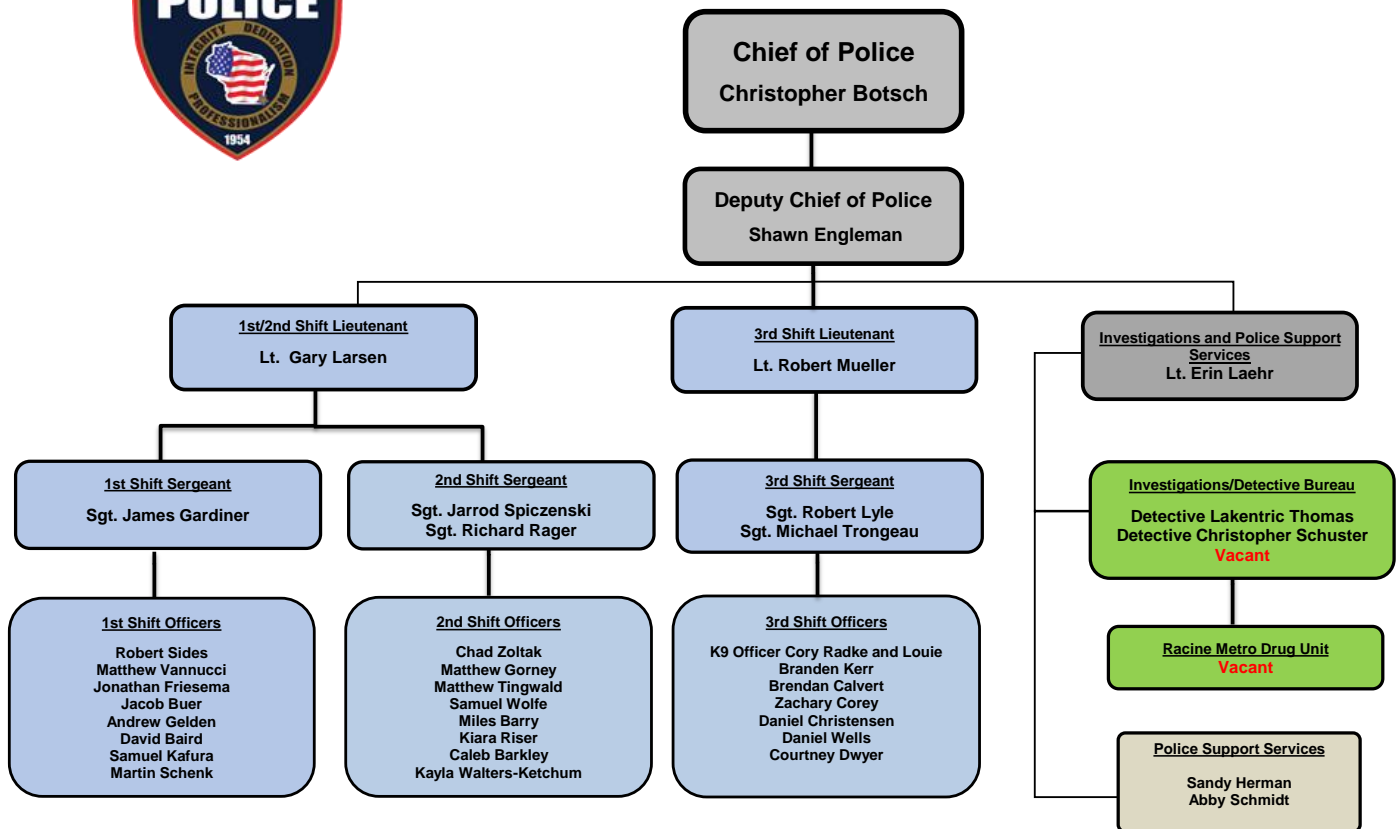 POLICE
INTEGRITY DEDICATION
PROFESSIONALISM
1954
Chief of Police
Christopher Botsch
Deputy Chief of Police
Shawn Engleman
1st/2nd Shift Lieutenant
Lt. Gary Larsen
3rd Shift Lieutenant
Lt. Robert Mueller
Investigations and Police Support
Services
Lt. Erin Laehr
1st Shift Sergeant
Sgt. James Gardiner
2nd Shift Sergeant
Sgt. Jarrod Spiczenski
Sgt. Richard Rager
3rd Shift Sergeant
Sgt. Robert Lyle
Sgt. Michael Trongeau
Investigations/Detective Bureau
Detective Lakentric Thomas
Detective Christopher Schuster
Vacant
1st Shift Officers
Robert Sides
Matthew Vannucci
Jonathan Friesema
Jacob Buer
Andrew Gelden
David Baird
Samuel Kafura
Martin Schenk
2nd Shift Officers
Chad Zoltak
Matthew Gorney
Matthew Tingwald
Samuel Wolfe
Miles Barry
Kiara Riser
Caleb Barkley
Kayla Walters-Ketchum
3rd Shift Officers
K9 Officer Cory Radke and Louie
Branden Kerr
Brendan Calvert
Zachary Corey
Daniel Christensen
Daniel Wells
Courtney Dwyer
Racine Metro Drug Unit
Vacant
Police Support Services
Sandy Herman
Abby Schmidt